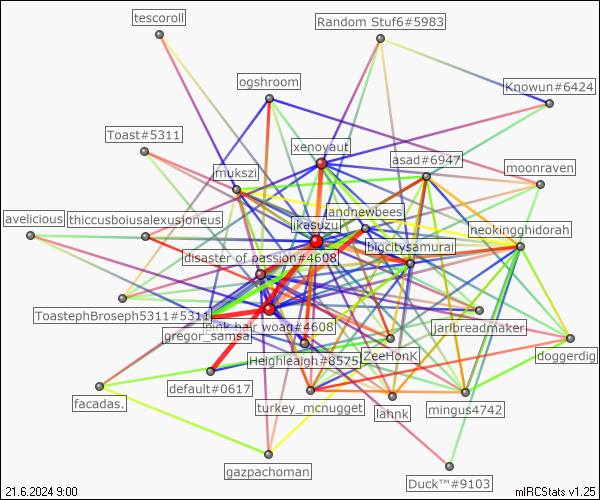 tescoroll
Random Stuf6#5983
ogshroom
Knowun#6424
Toast#5311
xenoyaut
asad#6947
mukszi
moonraven
avelicious
thiccusboiusalexusjoneus
landnewbees
ikasuzu
neokingghidorah
bigcitysamurai
disaster of passion#4608
ToastephBroseph5311#5311
pink hair woag#4608
jarlbreadmaker
gregor_samsa
Heighleaigh#8575
ZeeHonK
doggerdig
default#0617
facadas.
turkey_mcnugget
lahnk
mingus4742
gazpachoman
Duck™#9103
21.6.2024 9:00
mIRCStats v1.25